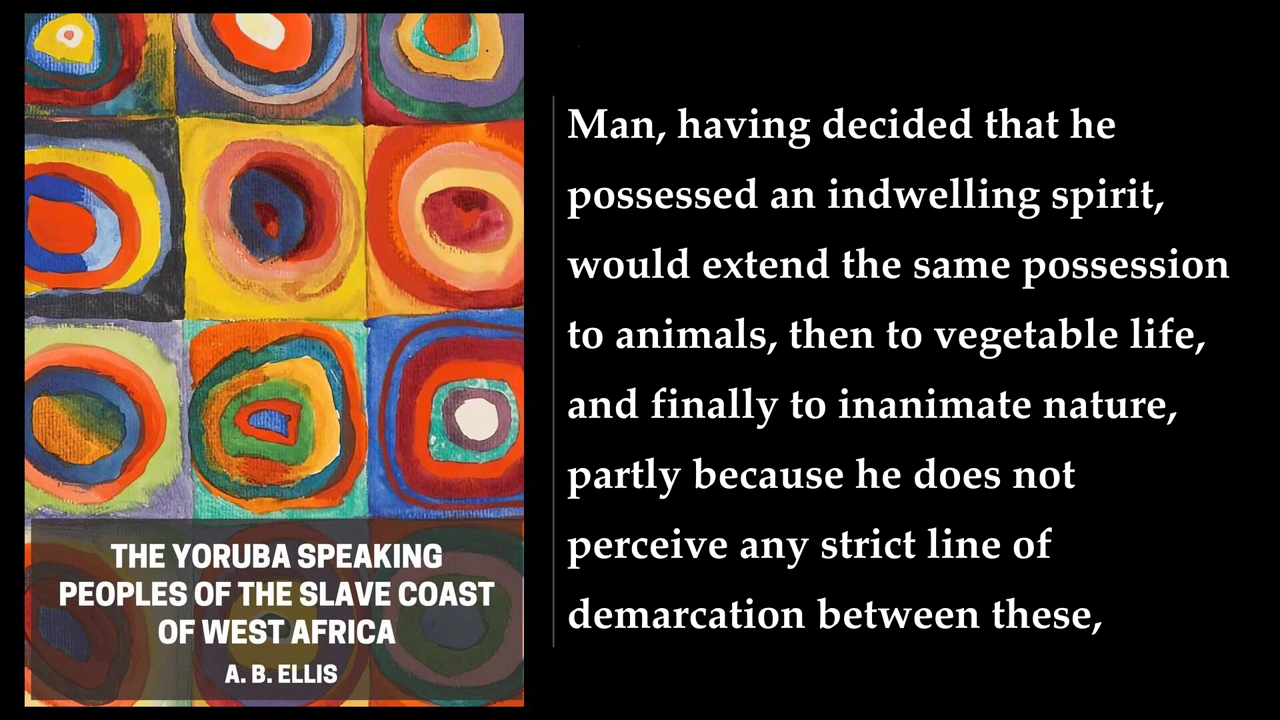 THE YORUBA SPEAKING
PEOPLES OF THE SLAVE COAST
OF WEST AFRICA
A. B. ELLIS
Man, having decided that he
possessed an indwelling spirit,
would extend the same possession
to animals, then to vegetable life,
and finally to inanimate nature,
partly because he does not
perceive any strict line of
demarcation between these,